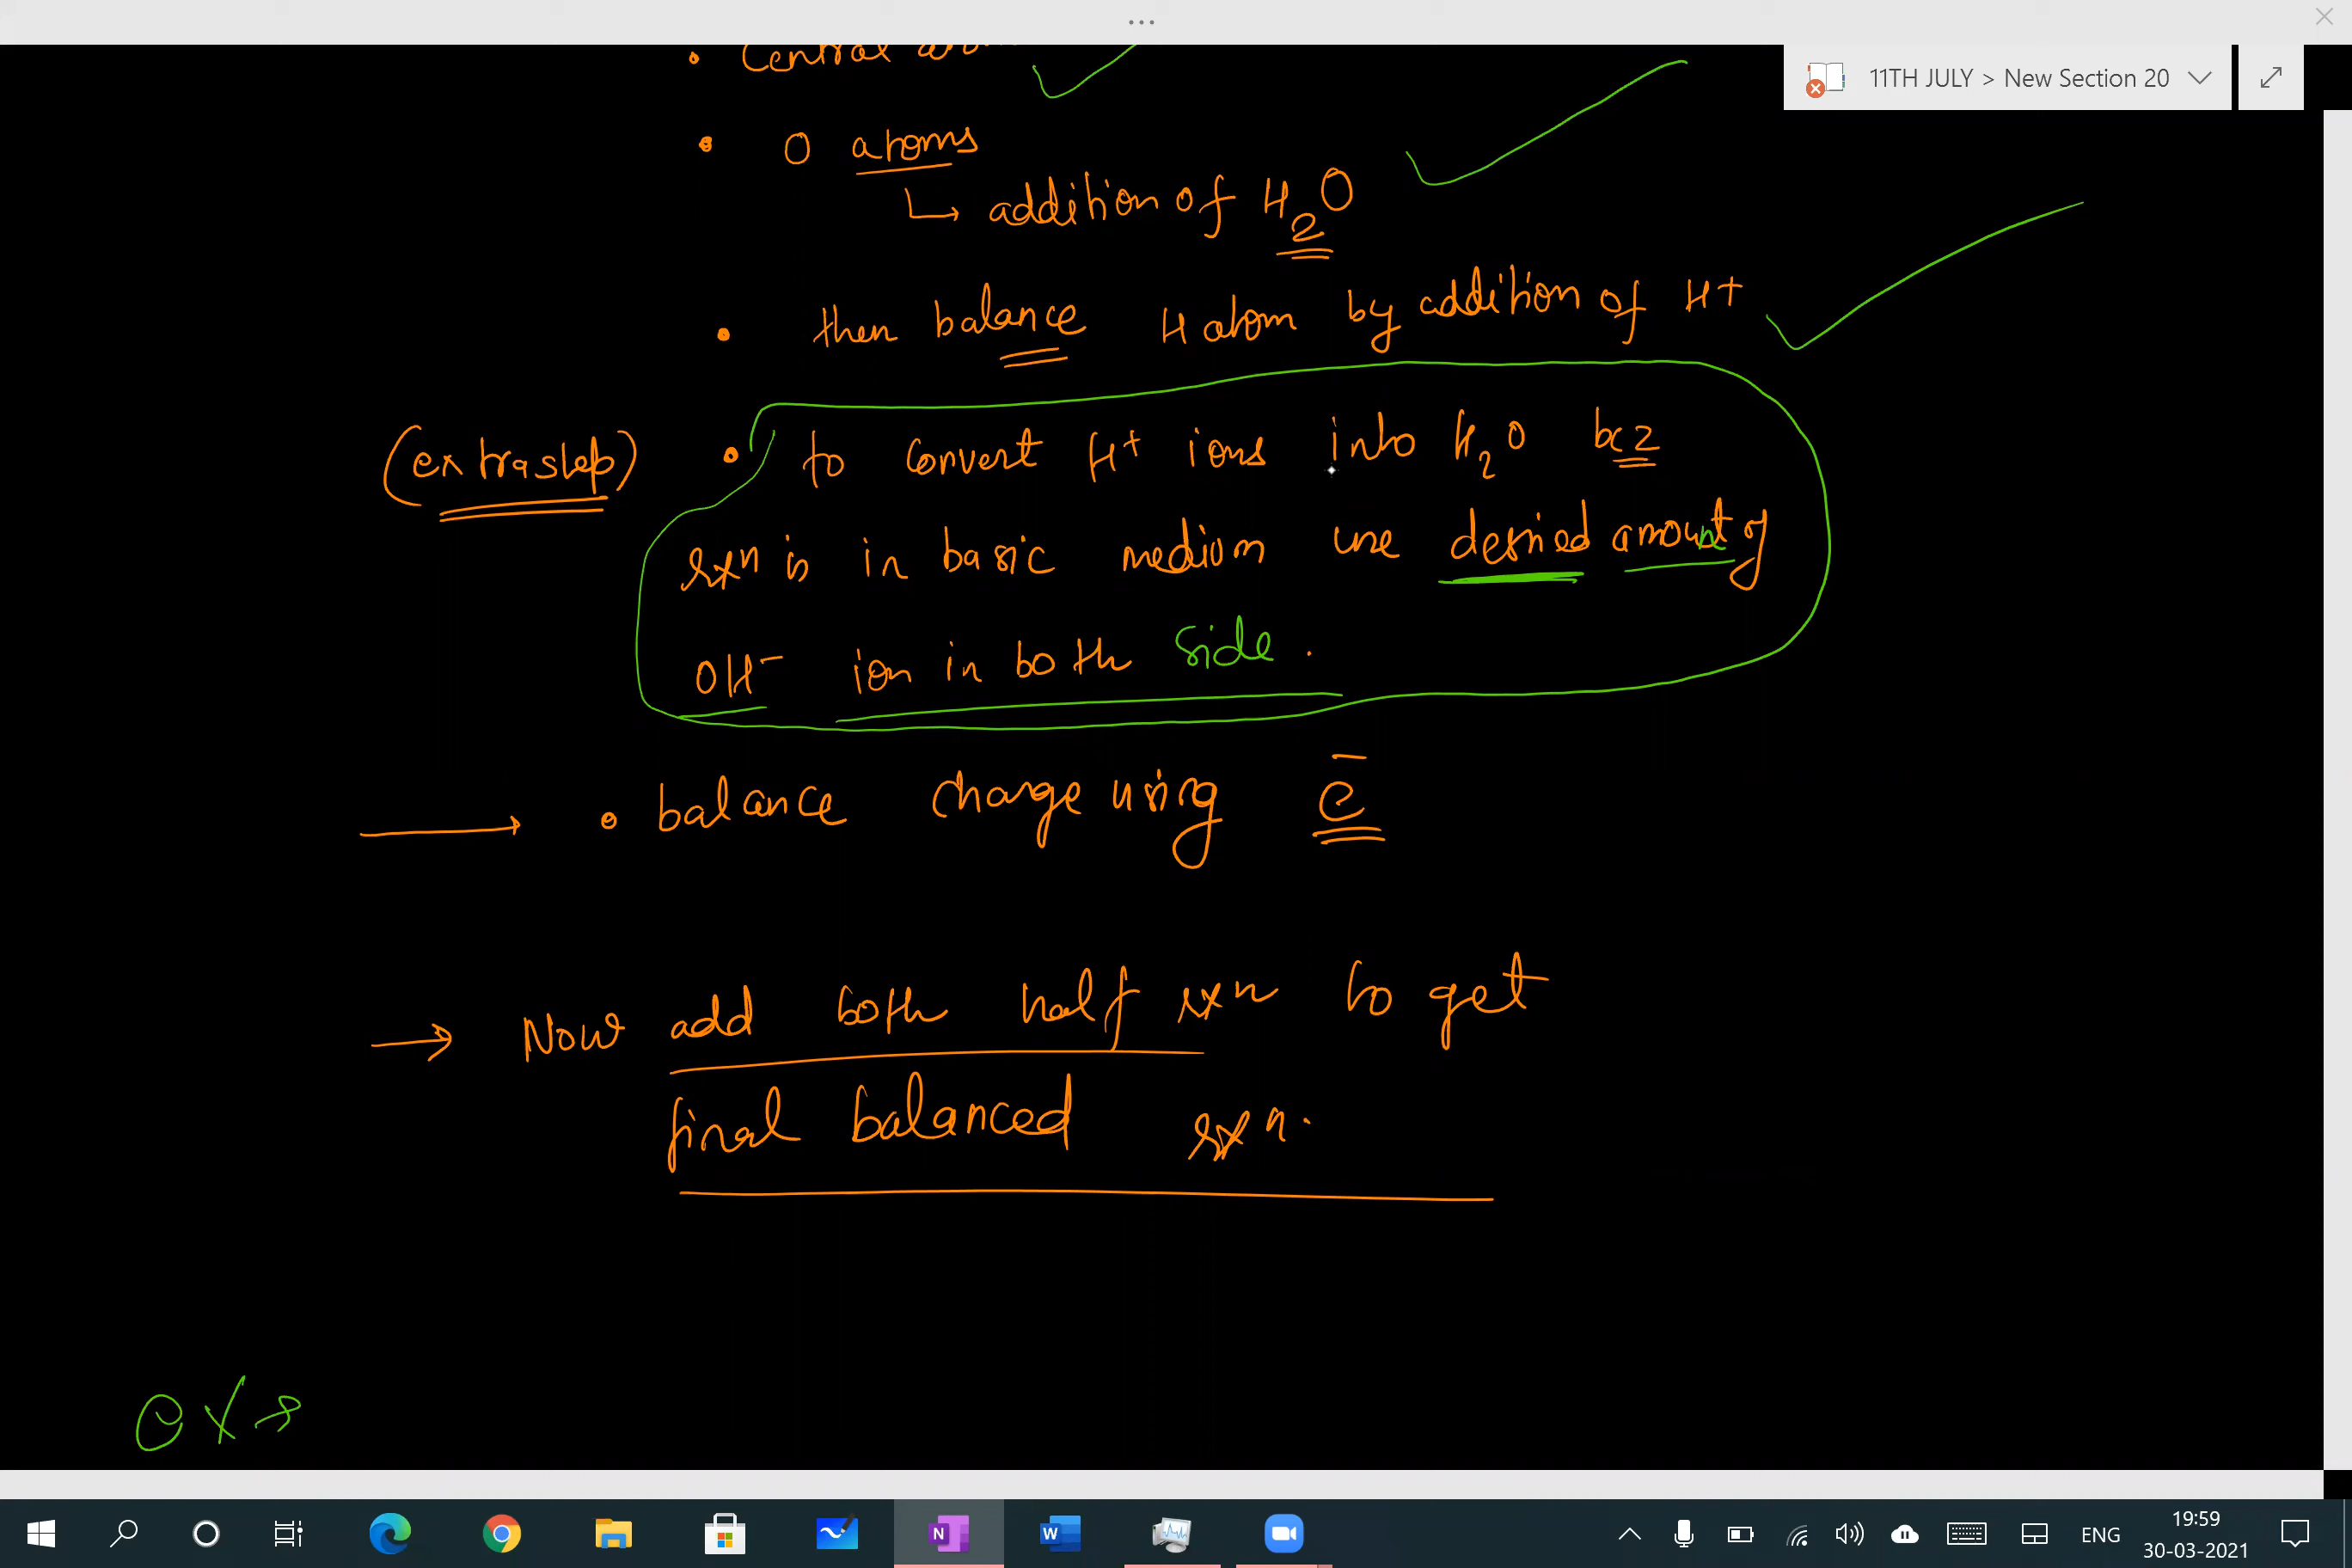 ...
11TH JULY > New Section 20
• Central atom
• O atoms
↳ addition of H₂O
• then balance H atom by addition of H⁺
(extra step) • to convert H⁺ ions into H₂O bcz
rxⁿ is in basic medium use desired amount of
OH⁻ ion in both side.
→ • balance charge using e⁻
→ Now add both half rxⁿ to get
final balanced rxⁿ.
ENG
19:59
30-03-2021